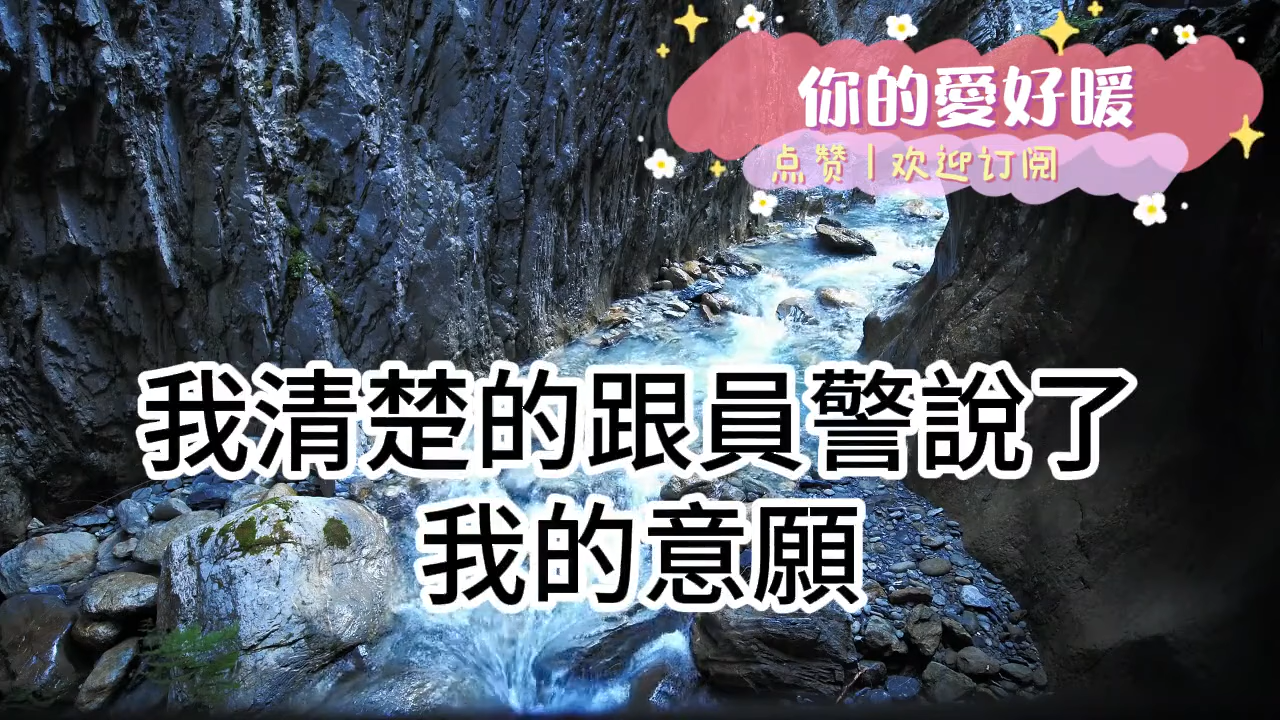 你的愛好暖
点赞 | 欢迎订阅
我清楚的跟員警說了
我的意願